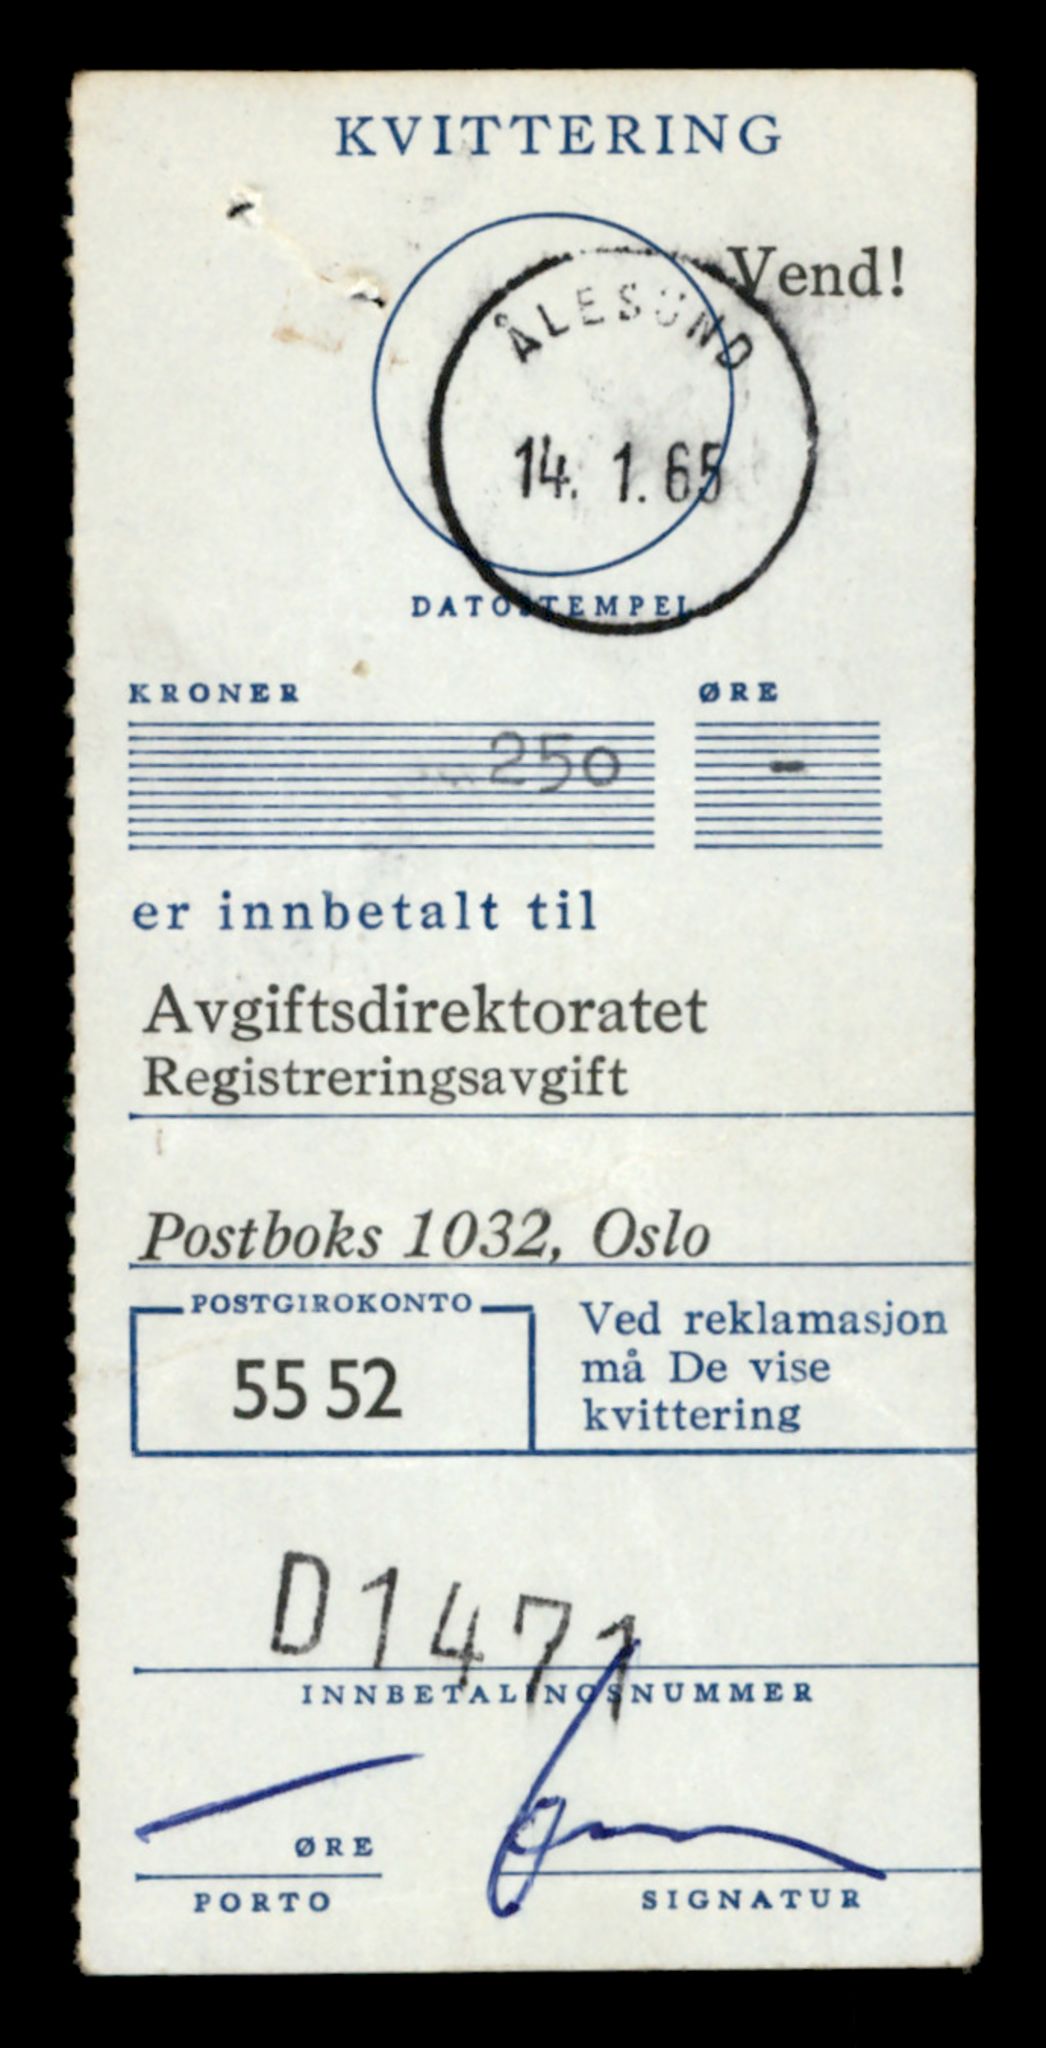 KVITTERING
Vend!
ÅLESUND
14. 1. 65
DATOSTEMPEL
KRONER ØRE
250 -
er innbetalt til
Avgiftsdirektoratet
Registreringsavgift
Postboks 1032, Oslo
POSTGIROKONTO
55 52
Ved reklamasjon
må De vise
kvittering
D1471
INNBETALINGSNUMMER
ØRE
PORTO
SIGNATUR